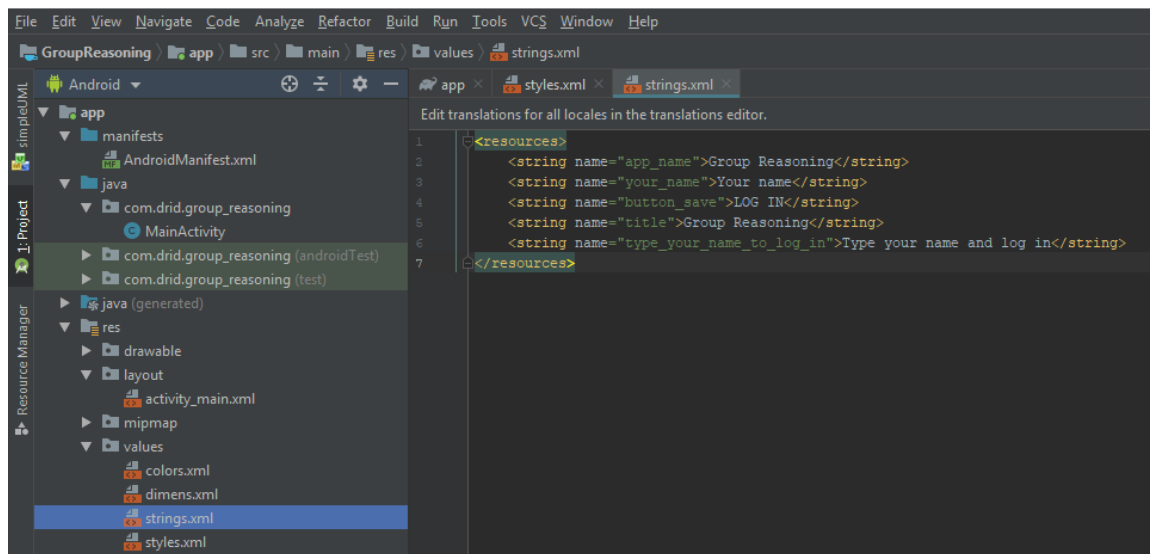 File Edit View Navigate Code Analyze Refactor Build Run Tools VCS Window Help
GroupReasoning app src main res values strings.xml
Android app styles.xml strings.xml
Edit translations for all locales in the translations editor.
simpleUML
1: Project
Resource Manager
app
manifests
AndroidManifest.xml
java
com.drid.group_reasoning
MainActivity
com.drid.group_reasoning (androidTest)
com.drid.group_reasoning (test)
java (generated)
res
drawable
layout
activity_main.xml
mipmap
values
colors.xml
dimens.xml
strings.xml
styles.xml
1 <resources>
2 <string name="app_name">Group Reasoning</string>
3 <string name="your_name">Your name</string>
4 <string name="button_save">LOG IN</string>
5 <string name="title">Group Reasoning</string>
6 <string name="type_your_name_to_log_in">Type your name and log in</string>
7 </resources>